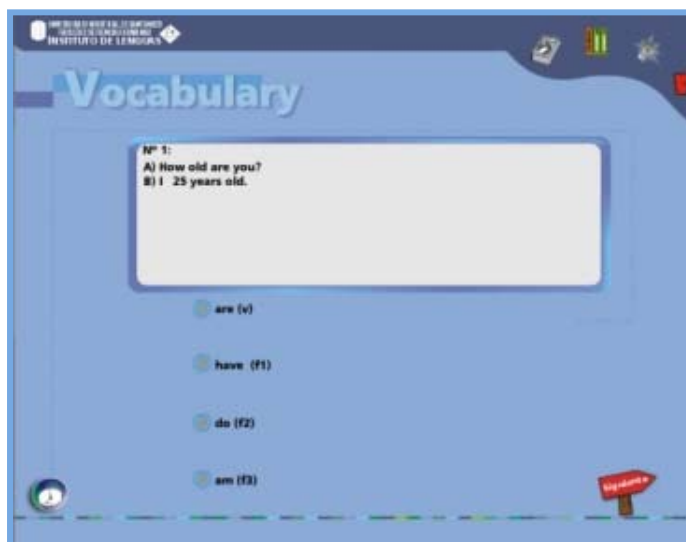 INSTITUTO DE LENGUAS
Vocabulary
Nº 1:
A) How old are you?
B) I 25 years old.
are (v)
have (f1)
do (f2)
am (f3)
Siguiente